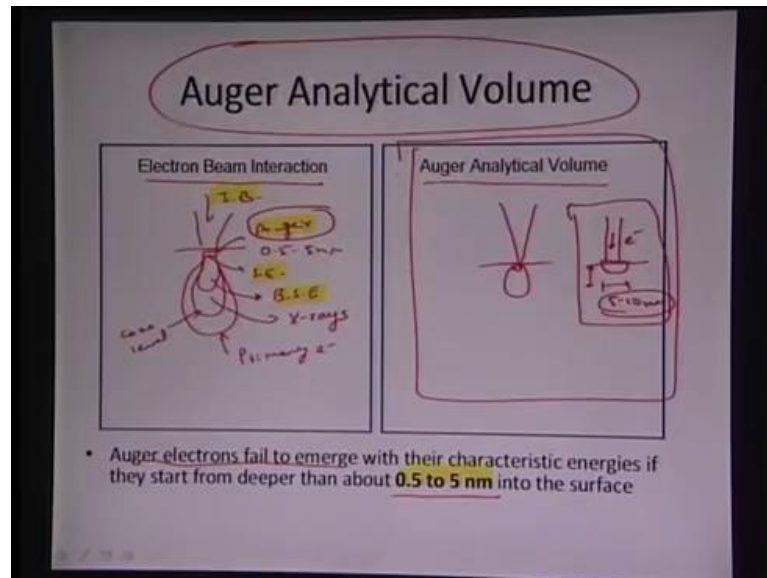 Auger Analytical Volume
Electron Beam Interaction
I.B.
Auger
0.5-5nm
S.E.
B.S.E
X-rays
Primary e-
Auger Analytical Volume
e-
5-10nm
• Auger electrons fail to emerge with their characteristic energies if
they start from deeper than about 0.5 to 5 nm into the surface